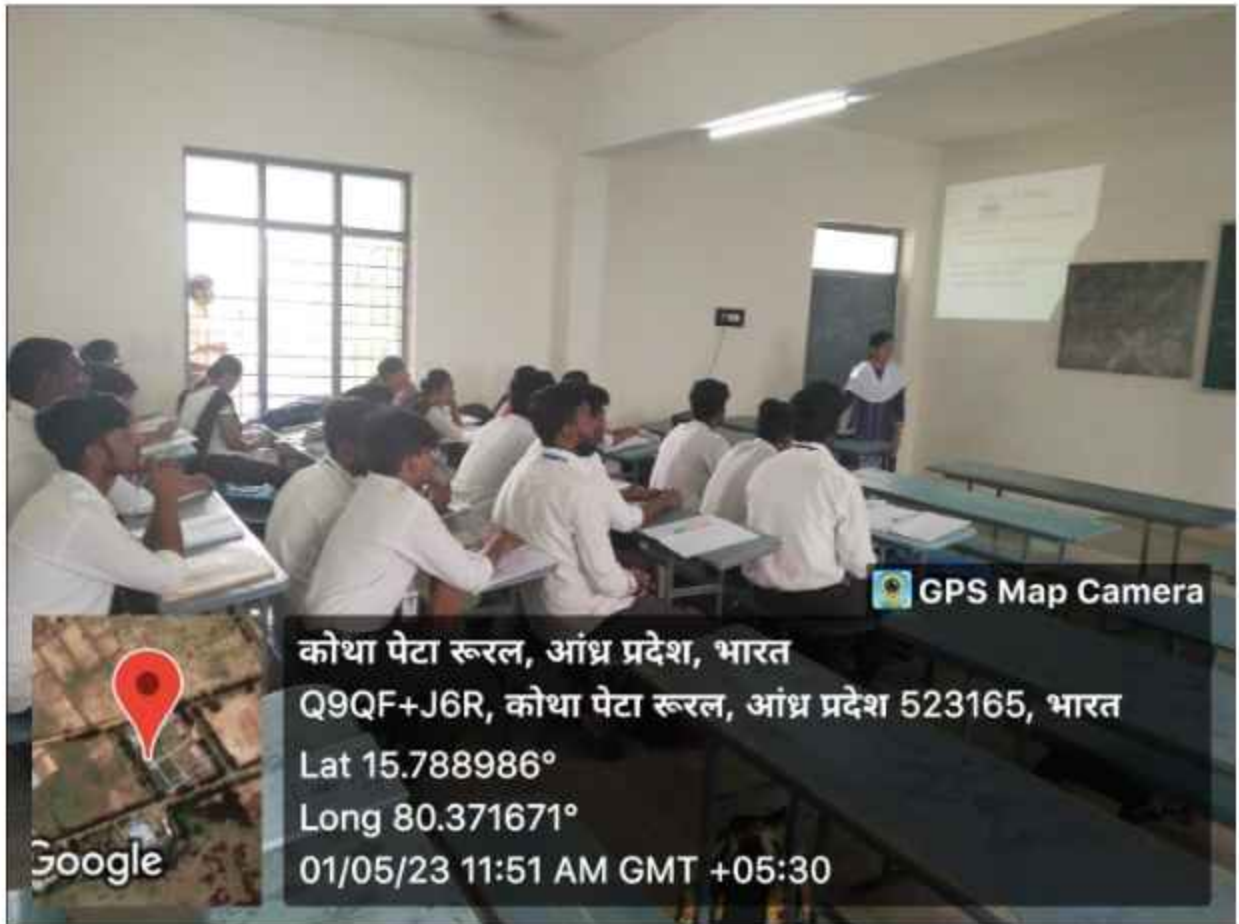 GPS Map Camera
कोथा पेटा रूरल, आंध्र प्रदेश, भारत
Q9QF+J6R, कोथा पेटा रूरल, आंध्र प्रदेश 523165, भारत
Lat 15.788986°
Long 80.371671°
01/05/23 11:51 AM GMT +05:30
Google